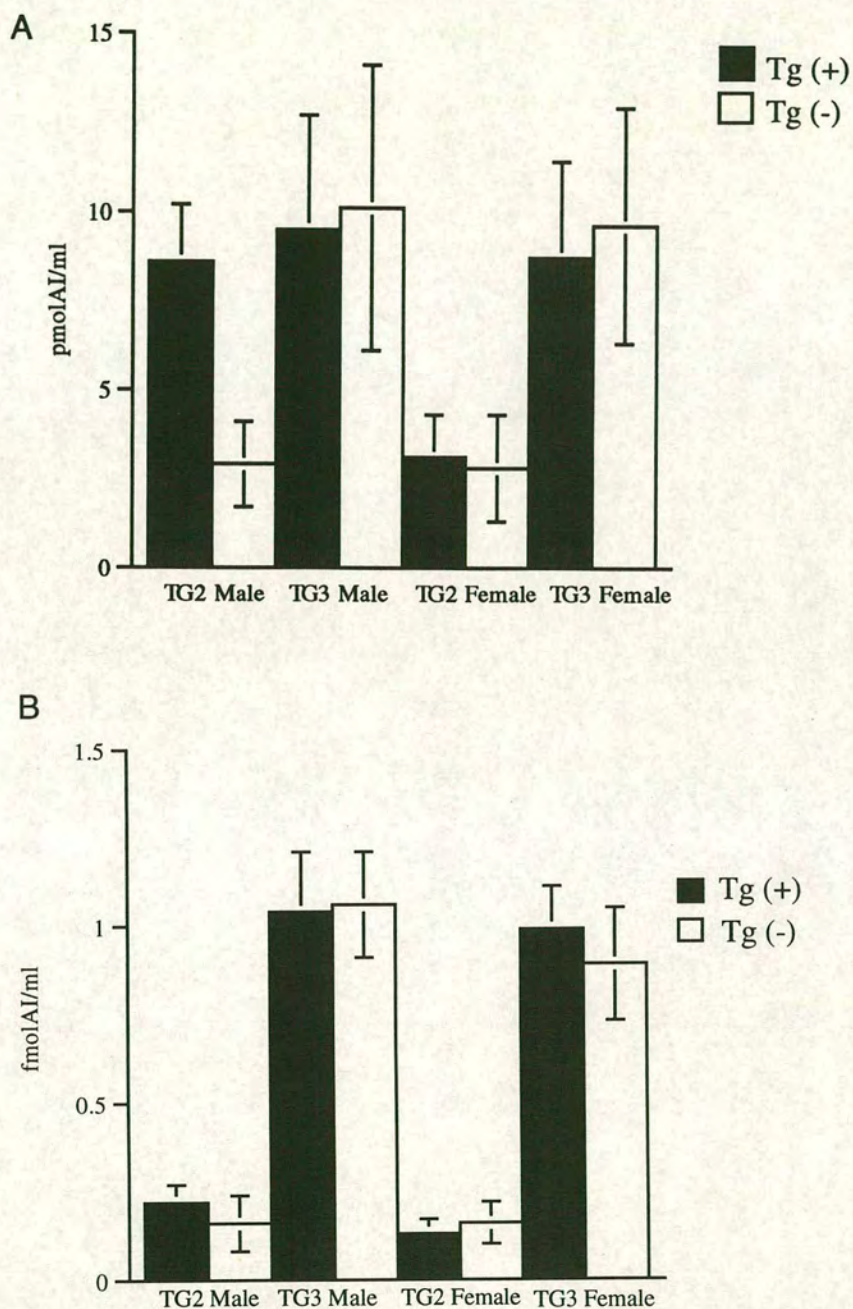 A
15
10
5
0
pmolAI/ml
Tg (+)
Tg (-)
TG2 Male TG3 Male TG2 Female TG3 Female
B
1.5
1
0.5
0
fmolAI/ml
Tg (+)
Tg (-)
TG2 Male TG3 Male TG2 Female TG3 Female